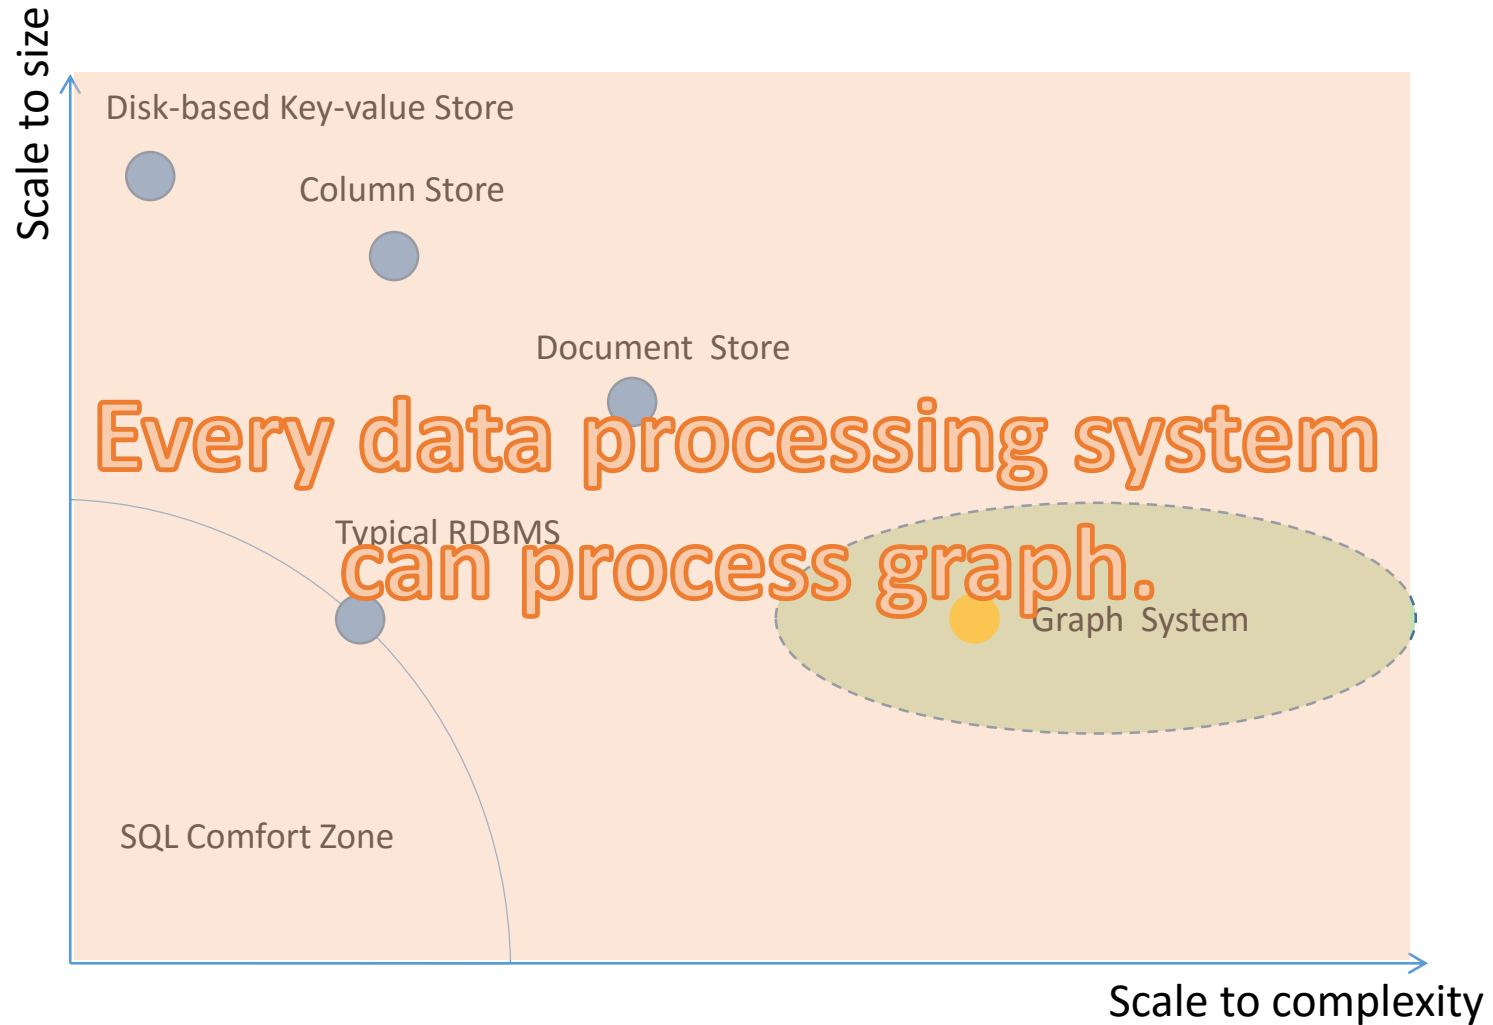 Scale to size
Disk-based Key-value Store
Column Store
Document Store
Every data processing system
Typical RDBMS
can process graph.
Graph System
SQL Comfort Zone
Scale to complexity